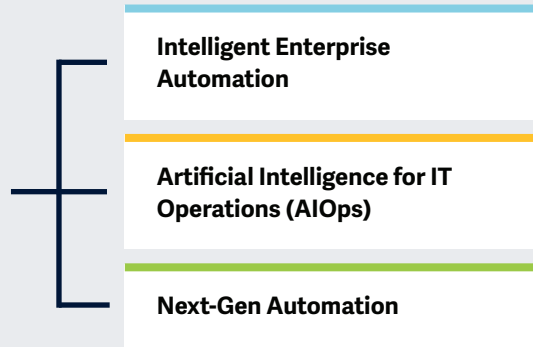 Intelligent Enterprise
Automation
Artificial Intelligence for IT
Operations (AIOps)
Next-Gen Automation